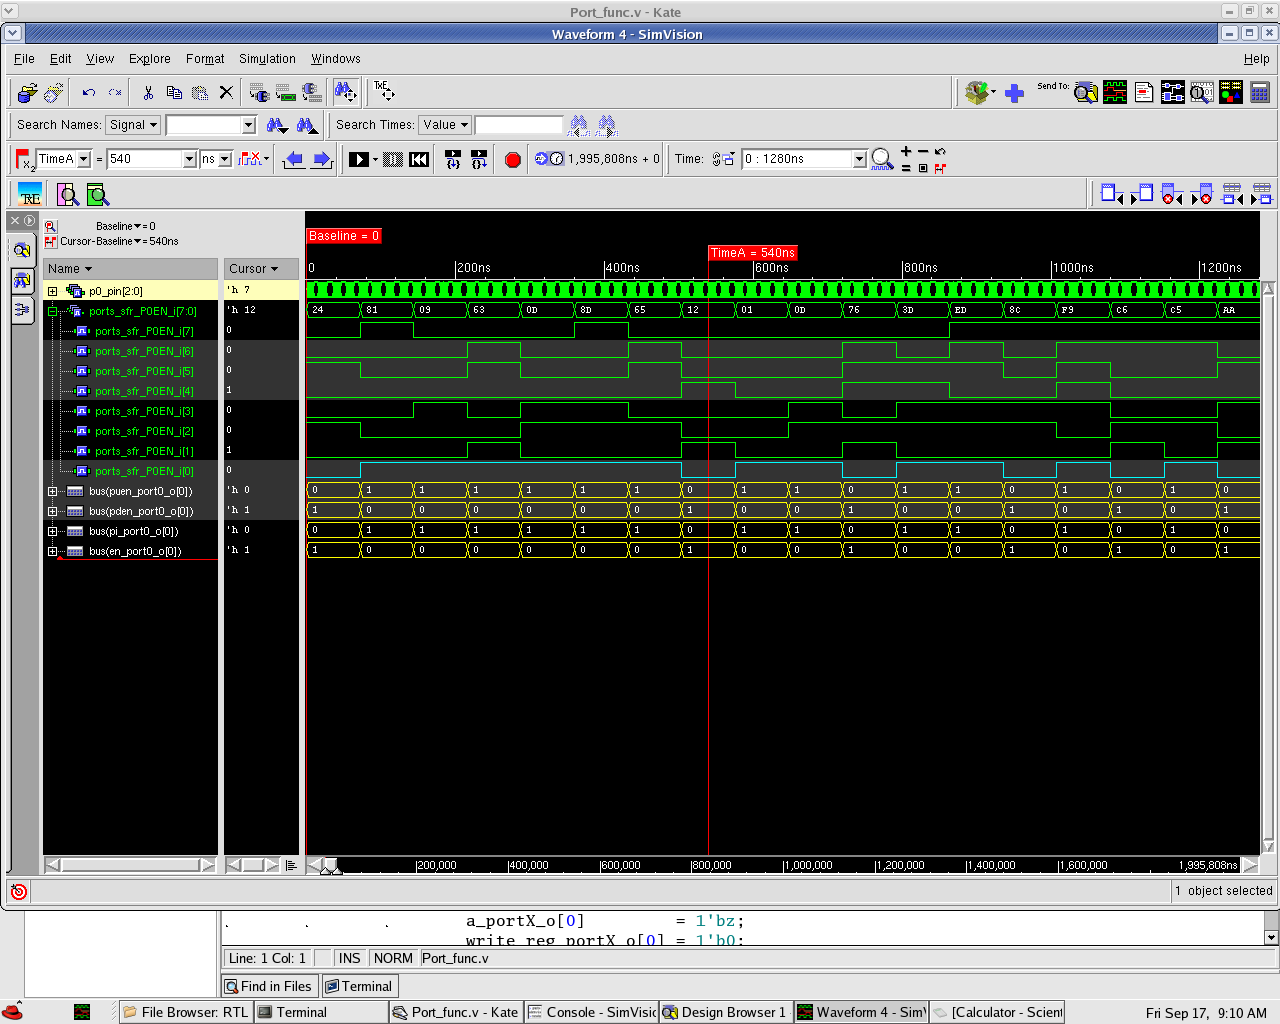 Port_func.v - Kate
Waveform 4 - SimVision
File Edit View Explore Format Simulation Windows Help
TxE
Send To:
Search Names: Signal Search Times: Value
TimeA = 540 ns 1,995,808ns + 0 Time: 0 : 1280ns
TRE
Baseline = 0
Cursor-Baseline = 540ns
Baseline = 0
TimeA = 540ns
Name Cursor 0 200ns 400ns 600ns 800ns 1000ns 1200ns
p0_pin[2:0] 'h 7
ports_sfr_P0EN_i[7:0] 'h 12 24 81 09 63 0D 8D 65 12 01 0D 76 3D ED 8C F9 C6 C5 AA
ports_sfr_P0EN_i[7] 0
ports_sfr_P0EN_i[6] 0
ports_sfr_P0EN_i[5] 0
ports_sfr_P0EN_i[4] 1
ports_sfr_P0EN_i[3] 0
ports_sfr_P0EN_i[2] 0
ports_sfr_P0EN_i[1] 1
ports_sfr_P0EN_i[0] 0
bus(puen_port0_o[0]) 'h 0 0 1 1 1 1 1 1 0 1 1 0 1 1 0 1 0 1 0
bus(pden_port0_o[0]) 'h 1 1 0 0 0 0 0 0 1 0 0 1 0 0 1 0 1 0 1
bus(pi_port0_o[0]) 'h 0 0 1 1 1 1 1 1 0 1 1 0 1 1 0 1 0 1 0
bus(en_port0_o[0]) 'h 1 1 0 0 0 0 0 0 1 0 0 1 0 0 1 0 1 0 1
200,000 400,000 600,000 800,000 1,000,000 1,200,000 1,400,000 1,600,000 1,995,808ns
1 object selected
a_portX_o[0] = 1'bz;
write_reg_portX_o[0] = 1'b0;
Line: 1 Col: 1 INS NORM Port_func.v
Find in Files Terminal
File Browser: RTL Terminal Port_func.v - Kate Console - SimVisio Design Browser 1 Waveform 4 - SimV [Calculator - Scient Fri Sep 17, 9:10 AM